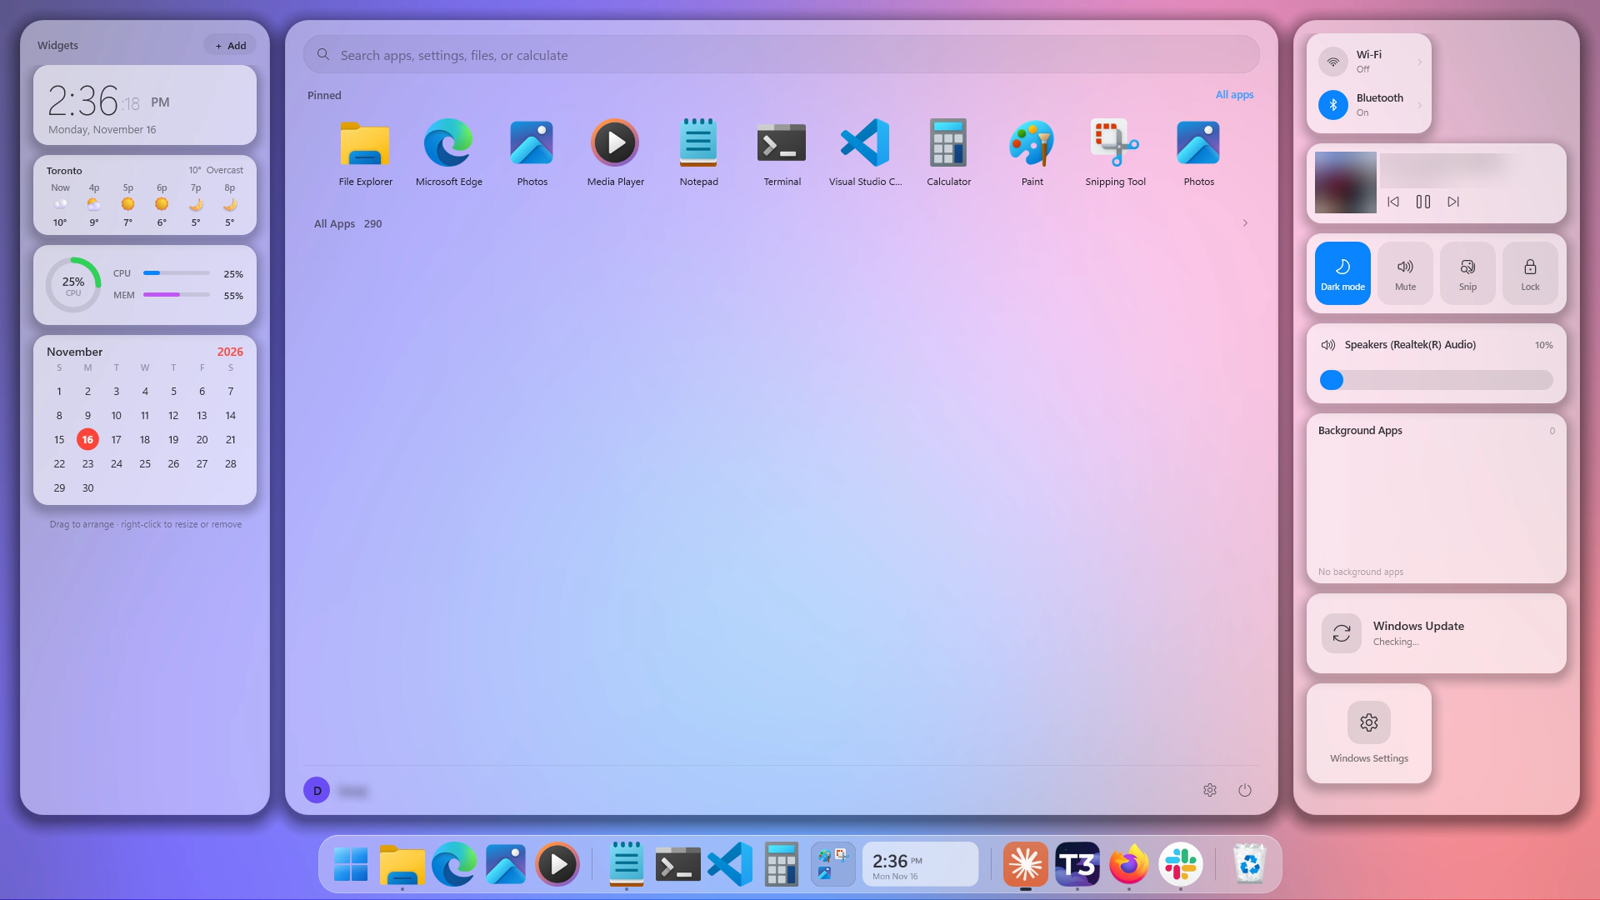 Widgets
+ Add
2:36:18 PM
Monday, November 16
Toronto
10° Overcast
Now 4p 5p 6p 7p 8p
10° 9° 7° 6° 5° 5°
25%
CPU
CPU 25%
MEM 55%
November 2026
S M T W T F S
1 2 3 4 5 6 7
8 9 10 11 12 13 14
15 16 17 18 19 20 21
22 23 24 25 26 27 28
29 30
Drag to arrange · right-click to resize or remove
Search apps, settings, files, or calculate
Pinned
All apps
File Explorer
Microsoft Edge
Photos
Media Player
Notepad
Terminal
Visual Studio C...
Calculator
Paint
Snipping Tool
Photos
All Apps 290
D
Wi-Fi
Off
Bluetooth
On
Dark mode
Mute
Snip
Lock
Speakers (Realtek(R) Audio) 10%
Background Apps 0
No background apps
Windows Update
Checking...
Windows Settings
2:36 PM
Mon Nov 16
T3